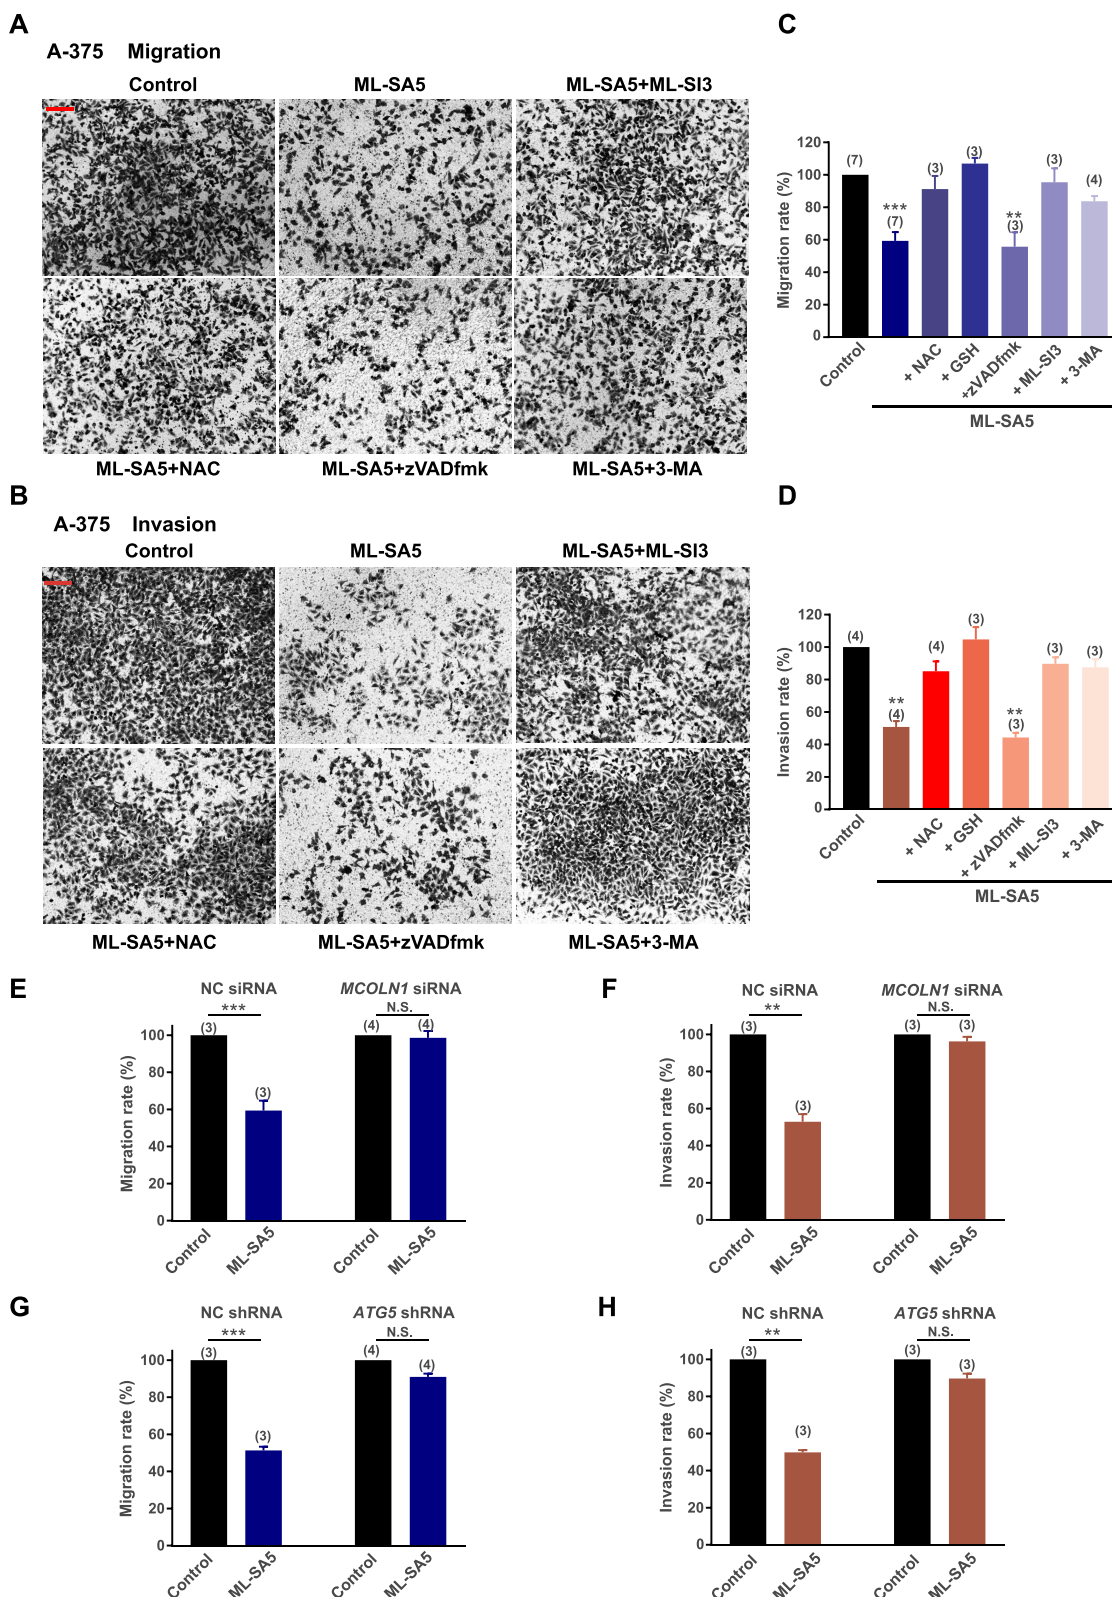 A
A-375 Migration
Control ML-SA5 ML-SA5+ML-SI3
ML-SA5+NAC ML-SA5+zVADfmk ML-SA5+3-MA
B
A-375 Invasion
Control ML-SA5 ML-SA5+ML-SI3
ML-SA5+NAC ML-SA5+zVADfmk ML-SA5+3-MA
C
Migration rate (%)
120
100
80
60
40
20
0
(7)
***
(7)
(3)
(3)
**
(3)
(3)
(4)
Control
+ NAC
+ GSH
+zVADfmk
+ ML-SI3
+ 3-MA
ML-SA5
D
Invasion rate (%)
120
100
80
60
40
20
0
(4)
**
(4)
(4)
(3)
**
(3)
(3)
(3)
Control
+ NAC
+ GSH
+ zVADfmk
+ ML-SI3
+ 3-MA
ML-SA5
E
NC siRNA MCOLN1 siRNA
*** N.S.
(3) (3) (4) (4)
Migration rate (%)
100
80
60
40
20
0
Control ML-SA5 Control ML-SA5
F
NC siRNA MCOLN1 siRNA
** N.S.
(3) (3) (3) (3)
Invasion rate (%)
100
80
60
40
20
0
Control ML-SA5 Control ML-SA5
G
NC shRNA ATG5 shRNA
*** N.S.
(3) (3) (4) (4)
Migration rate (%)
100
80
60
40
20
0
Control ML-SA5 Control ML-SA5
H
NC shRNA ATG5 shRNA
** N.S.
(3) (3) (3) (3)
Invasion rate (%)
100
80
60
40
20
0
Control ML-SA5 Control ML-SA5